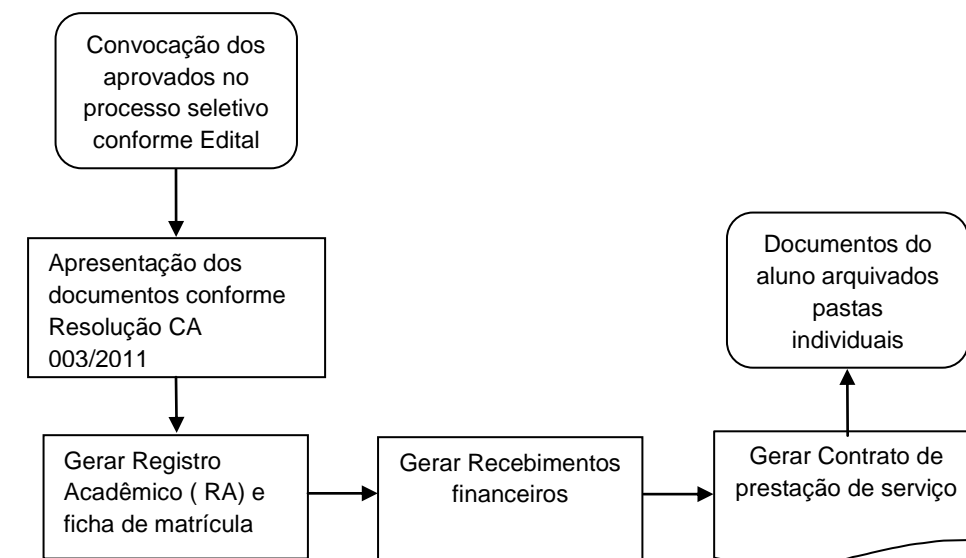 Convocação dos
aprovados no
processo seletivo
conforme Edital
Apresentação dos
documentos conforme
Resolução CA
003/2011
Gerar Registro
Acadêmico ( RA) e
ficha de matrícula
Gerar Recebimentos
financeiros
Gerar Contrato de
prestação de serviço
Documentos do
aluno arquivados
pastas
individuais